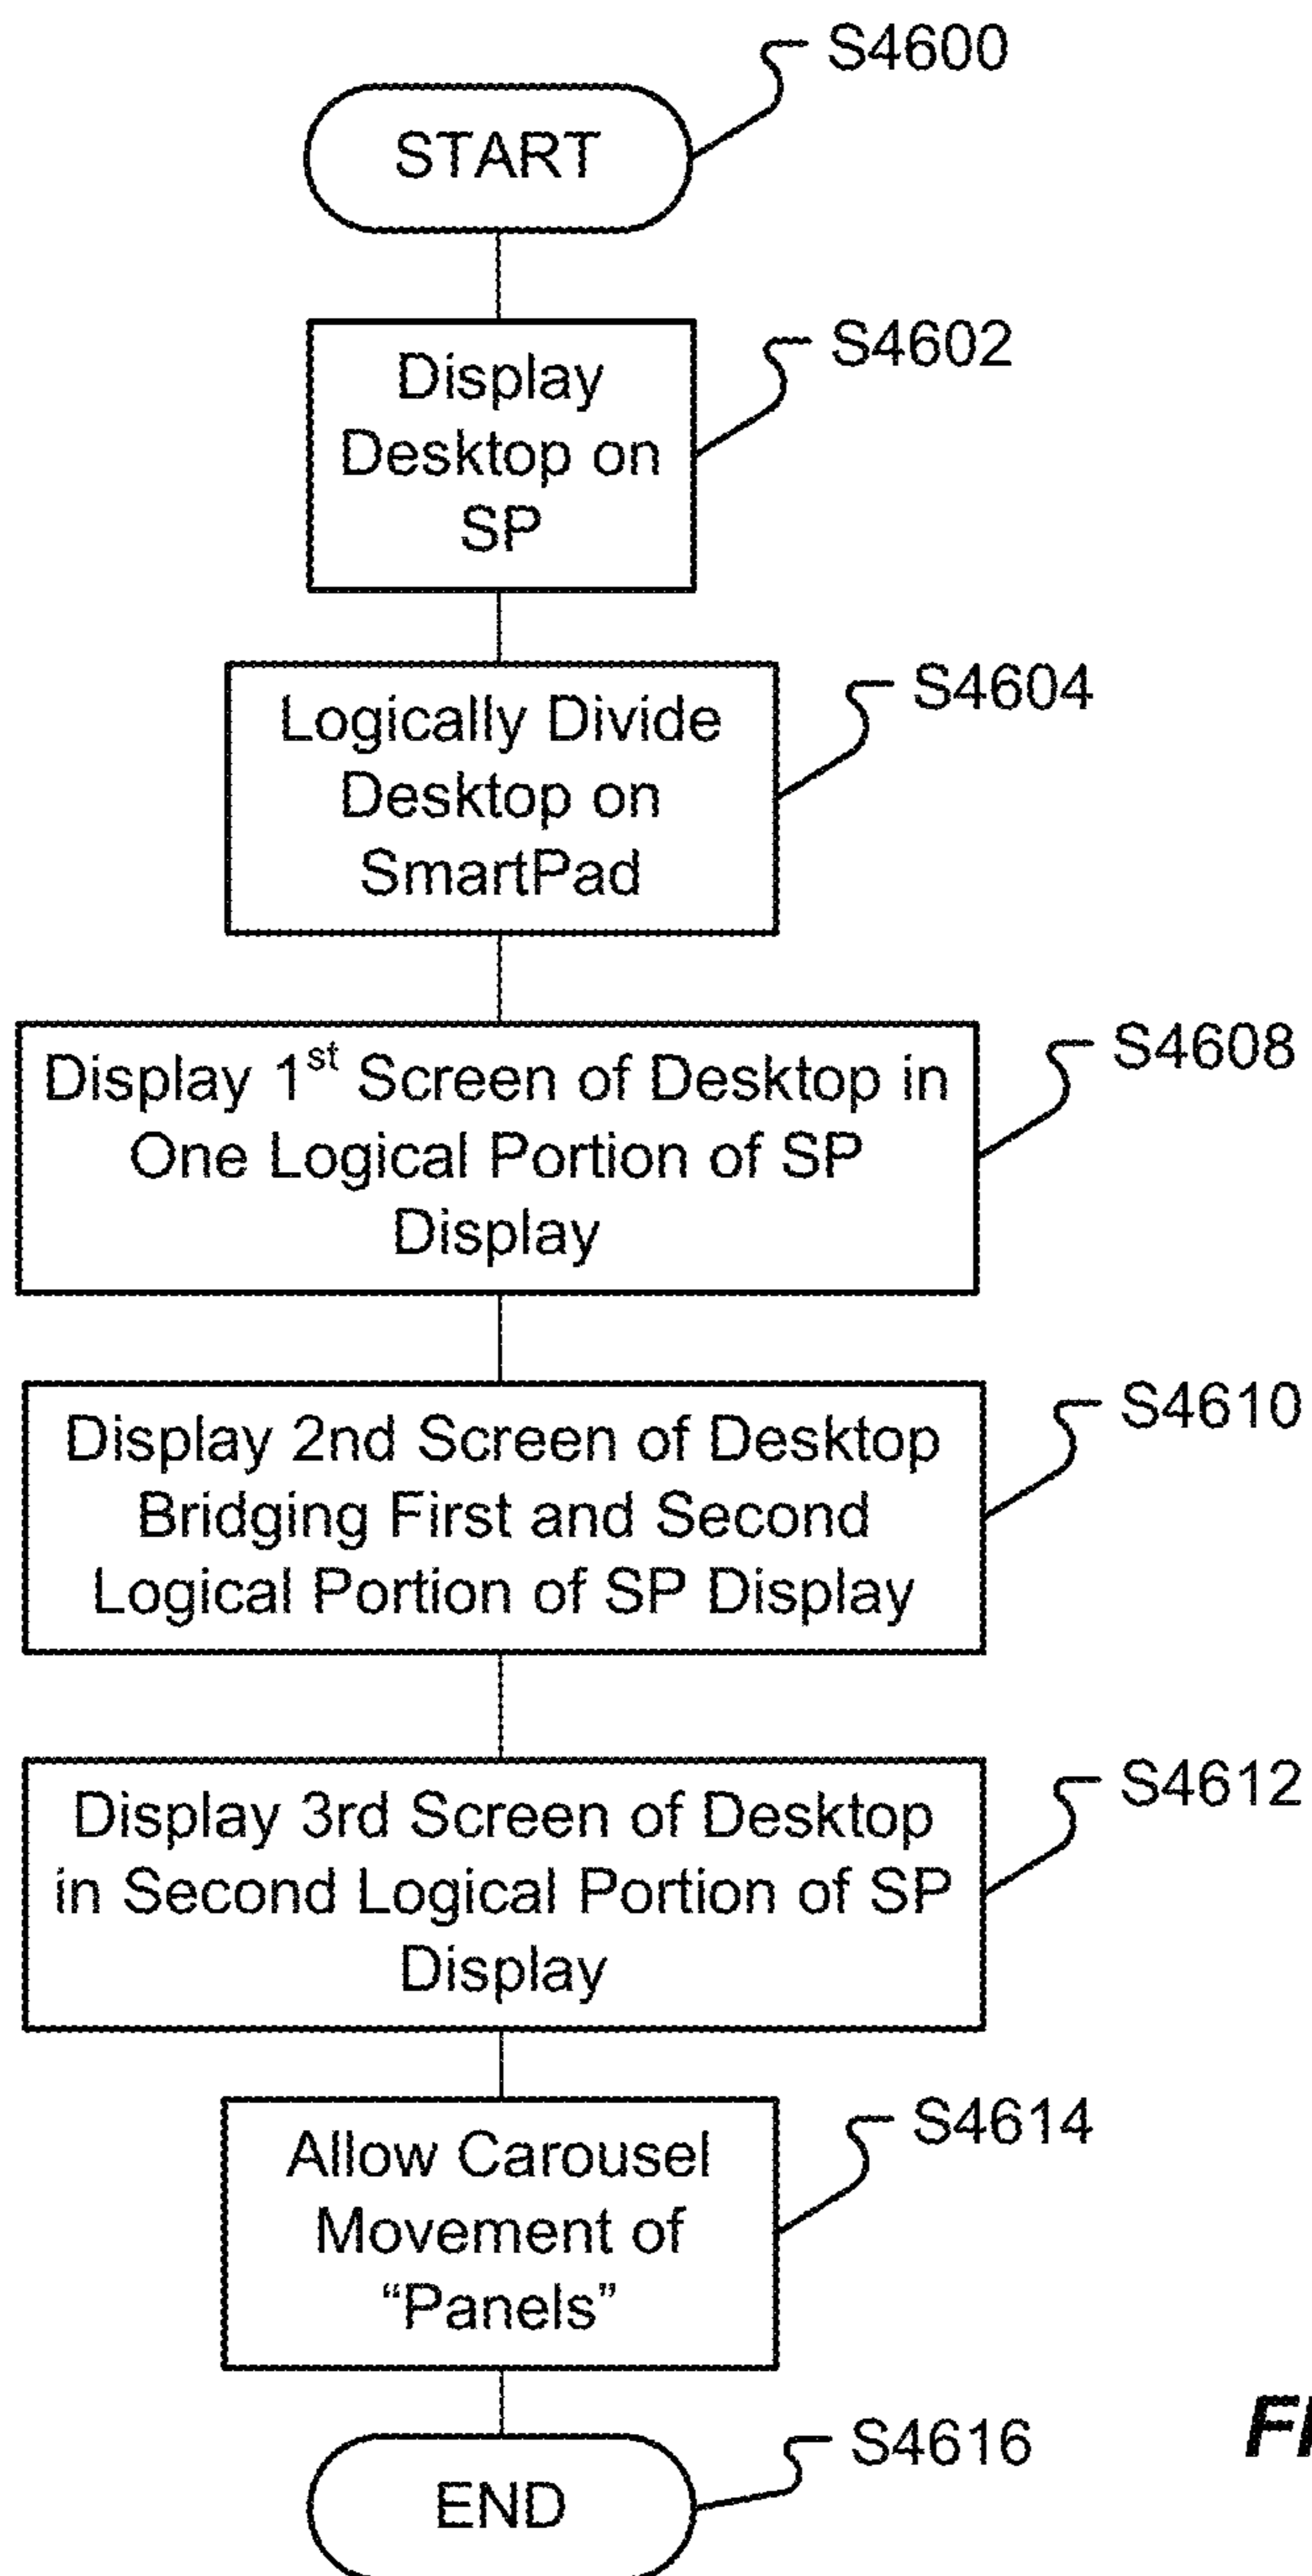 S4600
START
S4602
Display
Desktop on
SP
S4604
Logically Divide
Desktop on
SmartPad
S4608
Display 1st Screen of Desktop in
One Logical Portion of SP
Display
S4610
Display 2nd Screen of Desktop
Bridging First and Second
Logical Portion of SP Display
S4612
Display 3rd Screen of Desktop
in Second Logical Portion of SP
Display
S4614
Allow Carousel
Movement of
“Panels”
S4616
END